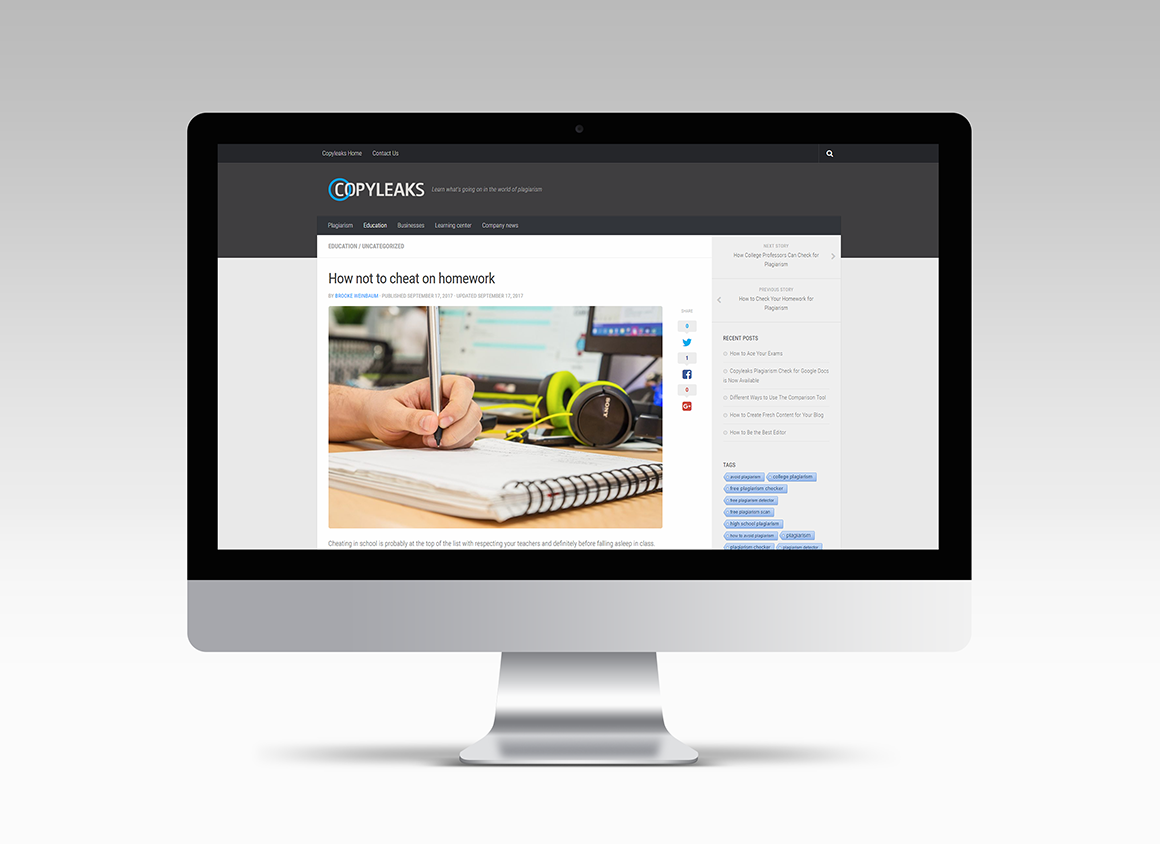 Copyleaks Home Contact Us
COPYLEAKS Learn what's going on in the world of plagiarism
Plagiarism Education Businesses Learning center Company news
EDUCATION / UNCATEGORIZED
How not to cheat on homework
BY BROCKE WEINBAUM · PUBLISHED SEPTEMBER 17, 2017 · UPDATED SEPTEMBER 17, 2017
SONY
SHARE
0
1
0
G+
Cheating in school is probably at the top of the list with respecting your teachers and definitely before falling asleep in class.
NEXT STORY
How College Professors Can Check for
Plagiarism
PREVIOUS STORY
How to Check Your Homework for
Plagiarism
RECENT POSTS
How to Ace Your Exams
Copyleaks Plagiarism Check for Google Docs
is Now Available
Different Ways to Use The Comparison Tool
How to Create Fresh Content for Your Blog
How to Be the Best Editor
TAGS
avoid plagiarism college plagiarism
free plagiarism checker
free plagiarism detector
free plagiarism scan
high school plagiarism
how to avoid plagiarism plagiarism
plagiarism checker plagiarism detector